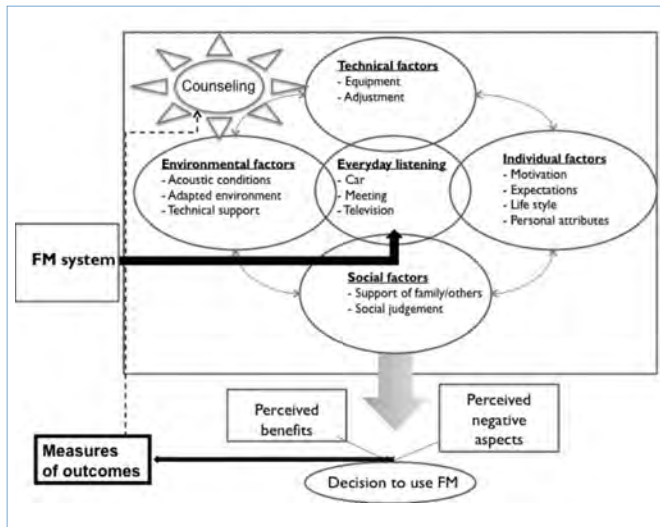 Counseling
Technical factors
- Equipment
- Adjustment
Environmental factors
- Acoustic conditions
- Adapted environment
- Technical support
Everyday listening
- Car
- Meeting
- Television
Individual factors
- Motivation
- Expectations
- Life style
- Personal attributes
FM system
Social factors
- Support of family/others
- Social judgement
Perceived
benefits
Perceived
negative
aspects
Measures
of outcomes
Decision to use FM